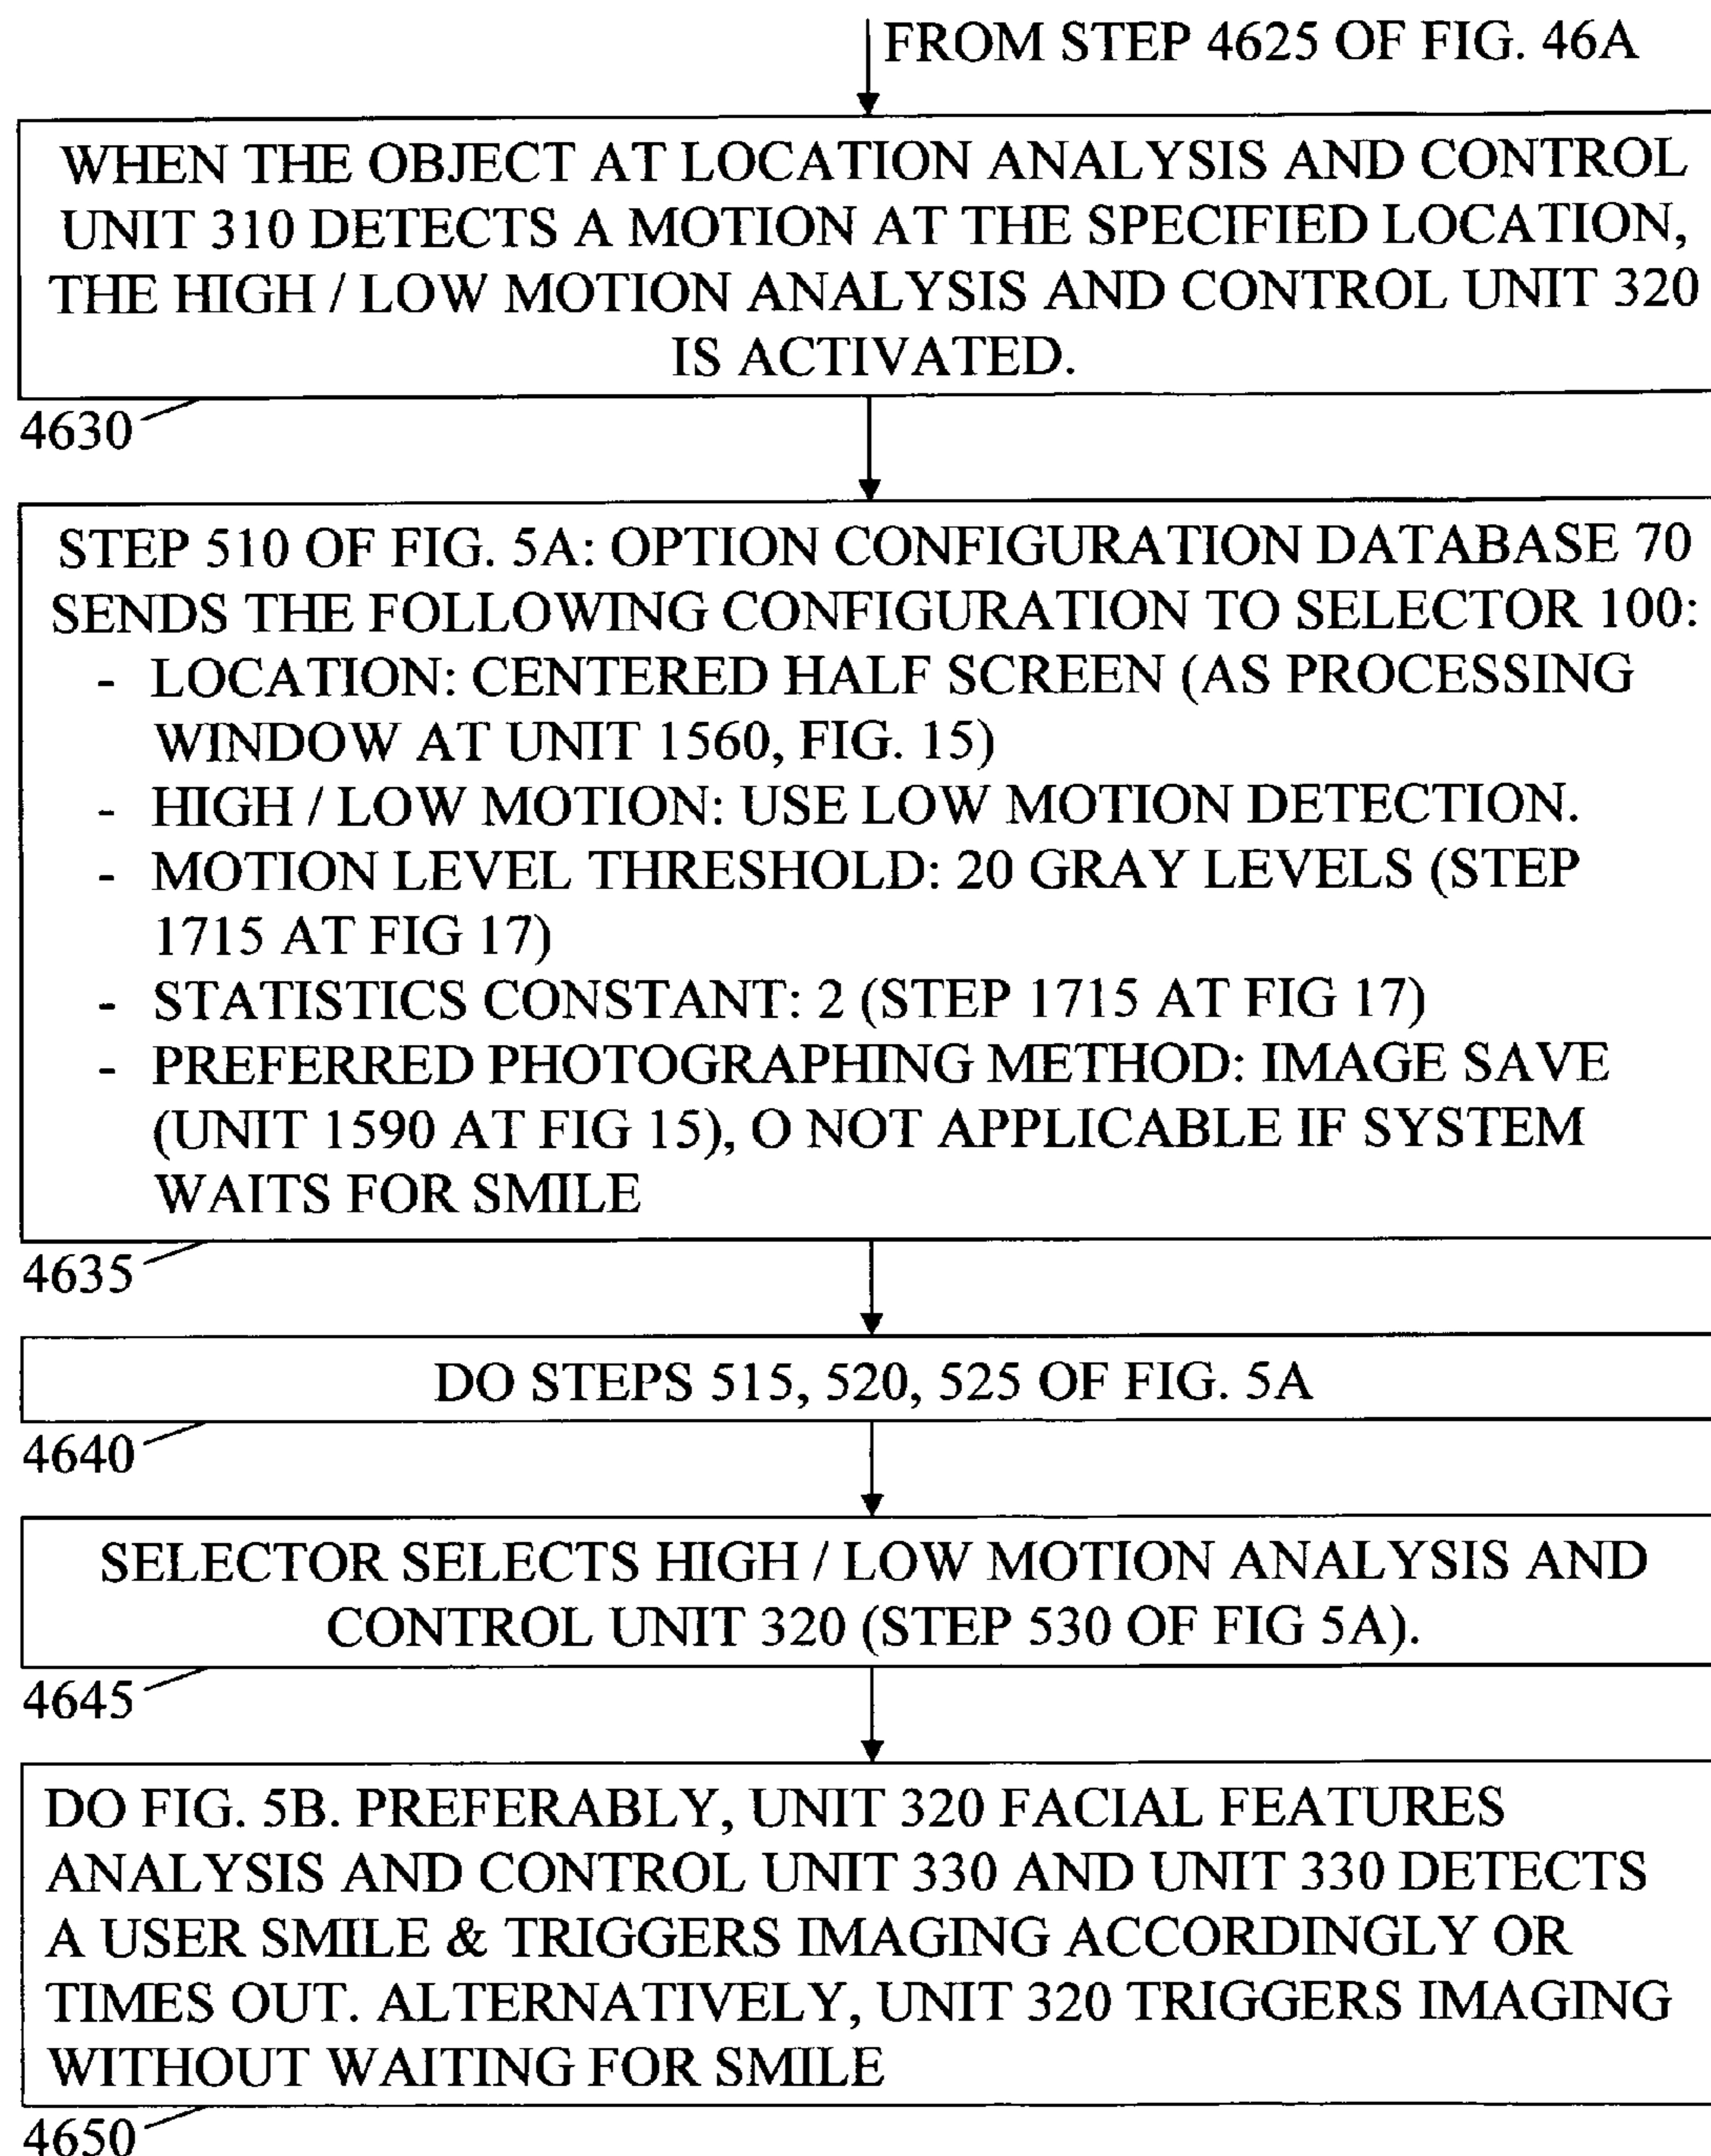 FROM STEP 4625 OF FIG. 46A
WHEN THE OBJECT AT LOCATION ANALYSIS AND CONTROL
UNIT 310 DETECTS A MOTION AT THE SPECIFIED LOCATION,
THE HIGH / LOW MOTION ANALYSIS AND CONTROL UNIT 320
IS ACTIVATED.
4630
STEP 510 OF FIG. 5A: OPTION CONFIGURATION DATABASE 70
SENDS THE FOLLOWING CONFIGURATION TO SELECTOR 100:
- LOCATION: CENTERED HALF SCREEN (AS PROCESSING
WINDOW AT UNIT 1560, FIG. 15)
- HIGH / LOW MOTION: USE LOW MOTION DETECTION.
- MOTION LEVEL THRESHOLD: 20 GRAY LEVELS (STEP
1715 AT FIG 17)
- STATISTICS CONSTANT: 2 (STEP 1715 AT FIG 17)
- PREFERRED PHOTOGRAPHING METHOD: IMAGE SAVE
(UNIT 1590 AT FIG 15), O NOT APPLICABLE IF SYSTEM
WAITS FOR SMILE
4635
DO STEPS 515, 520, 525 OF FIG. 5A
4640
SELECTOR SELECTS HIGH / LOW MOTION ANALYSIS AND
CONTROL UNIT 320 (STEP 530 OF FIG 5A).
4645
DO FIG. 5B. PREFERABLY, UNIT 320 FACIAL FEATURES
ANALYSIS AND CONTROL UNIT 330 AND UNIT 330 DETECTS
A USER SMILE & TRIGGERS IMAGING ACCORDINGLY OR
TIMES OUT. ALTERNATIVELY, UNIT 320 TRIGGERS IMAGING
WITHOUT WAITING FOR SMILE
4650